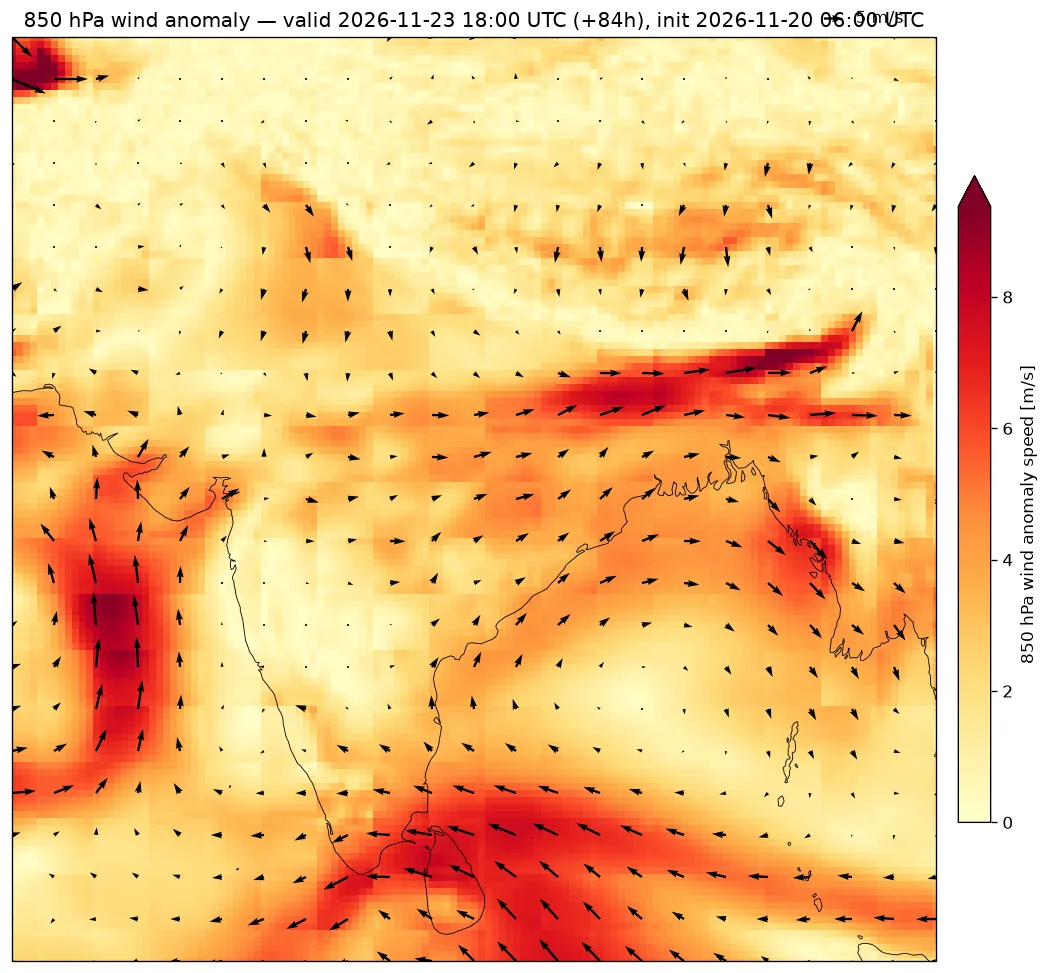 850 hPa wind anomaly — valid 2026-11-23 18:00 UTC (+84h), init 2026-11-20 06:00 UTC
5 m/s
8
6
4
2
0
850 hPa wind anomaly speed [m/s]